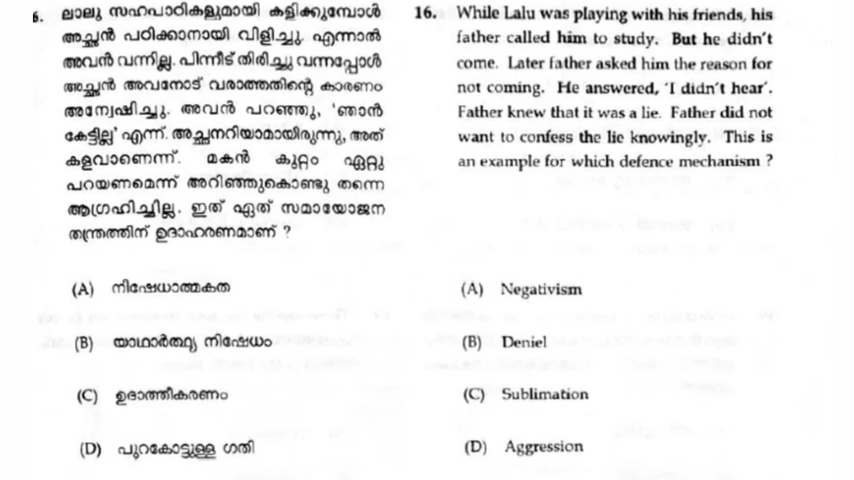 6.
ലാലു സഹപാഠികളുമായി കളിക്കുമ്പോൾ
അച്ഛൻ പഠിക്കാനായി വിളിച്ചു. എന്നാൽ
അവൻ വന്നില്ല. പിന്നീട് തിരിച്ചു വന്നപ്പോൾ
അച്ഛൻ അവനോട് വരാത്തതിന്റെ കാരണം
അന്വേഷിച്ചു. അവൻ പറഞ്ഞു, 'ഞാൻ
കേട്ടില്ല' എന്ന്. അച്ഛനറിയാമായിരുന്നു, അത്
കളവാണെന്ന്. മകൻ കുറ്റം ഏറ്റു
പറയണമെന്ന് അറിഞ്ഞുകൊണ്ടു തന്നെ
ആഗ്രഹിച്ചില്ല. ഇത് ഏത് സമായോജന
തന്ത്രത്തിന് ഉദാഹരണമാണ് ?
(A) നിഷേധാത്മകത
(B) യാഥാർത്ഥ്യ നിഷേധം
(C) ഉദാത്തീകരണം
(D) പുറകോട്ടുള്ള ഗതി
16. While Lalu was playing with his friends, his
father called him to study. But he didn't
come. Later father asked him the reason for
not coming. He answered, 'I didn't hear'.
Father knew that it was a lie. Father did not
want to confess the lie knowingly. This is
an example for which defence mechanism ?
(A) Negativism
(B) Deniel
(C) Sublimation
(D) Aggression